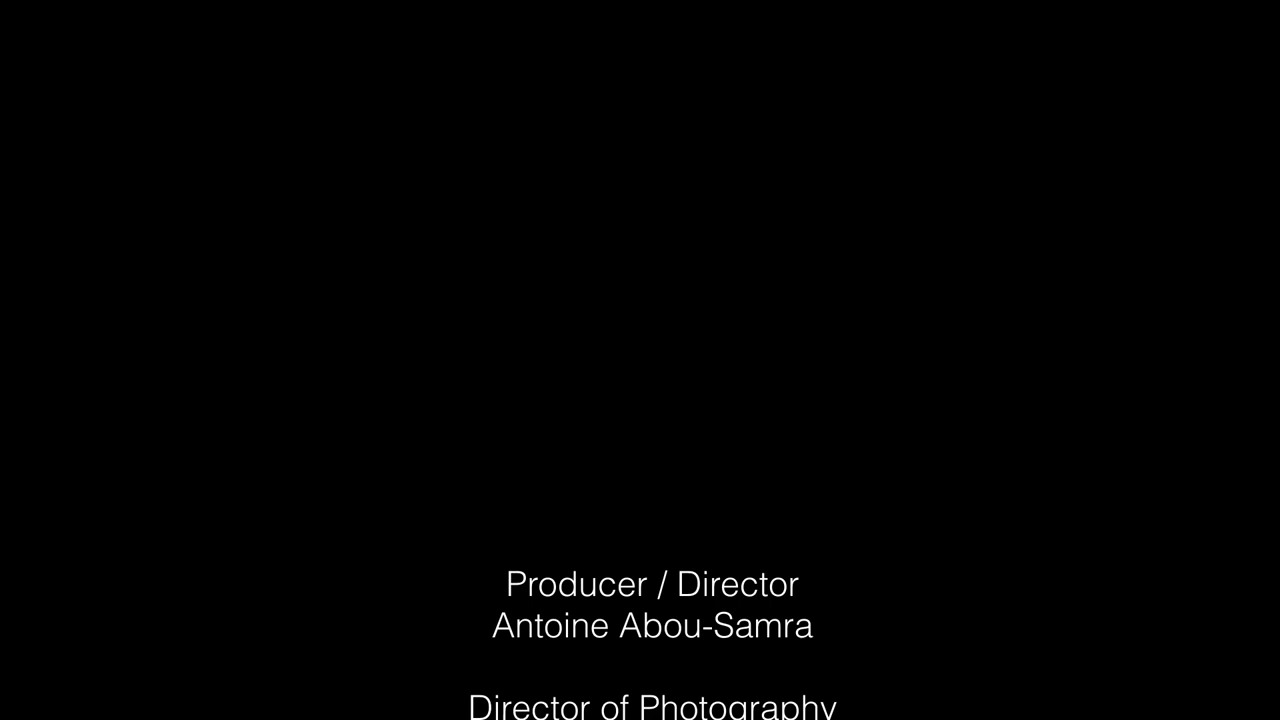 Producer / Director
Antoine Abou-Samra
Director of Photography